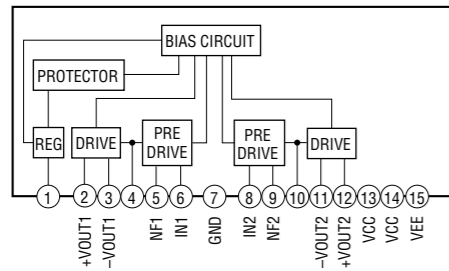 BIAS CIRCUIT
PROTECTOR
REG
DRIVE
PRE
DRIVE
PRE
DRIVE
DRIVE
1 2 3 4 5 6 7 8 9 10 11 12 13 14 15
+VOUT1
–VOUT1
NF1
IN1
GND
IN2
NF2
–VOUT2
+VOUT2
VCC
VCC
VEE